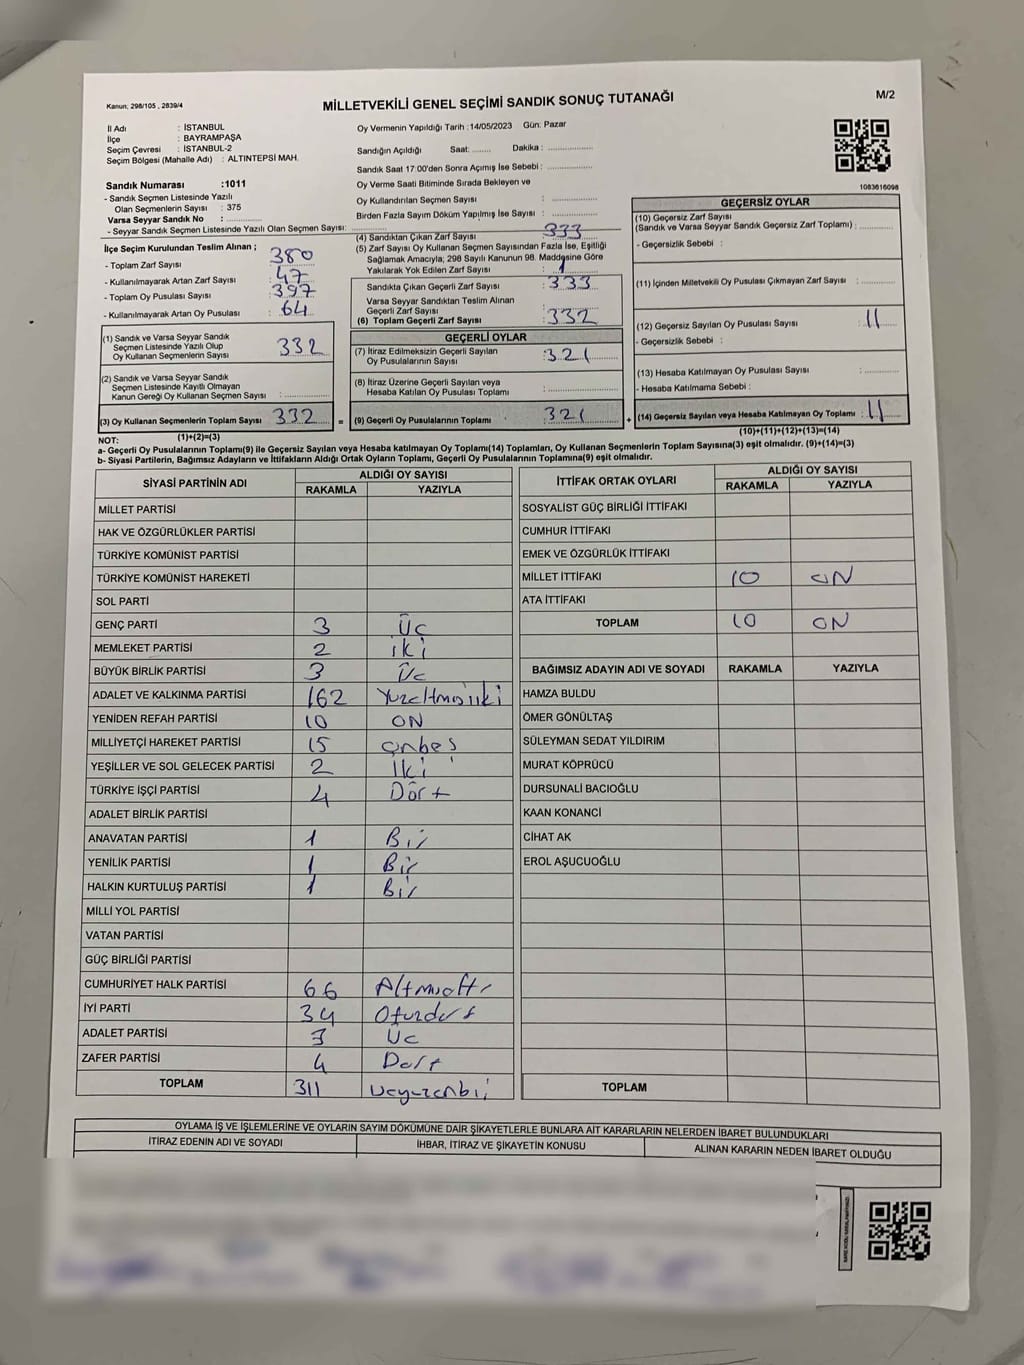 Kanun; 298/105 , 2839/4
MİLLETVEKİLİ GENEL SEÇİMİ SANDIK SONUÇ TUTANAĞI
M/2
İl Adı : İSTANBUL
İlçe : BAYRAMPAŞA
Seçim Çevresi : İSTANBUL-2
Seçim Bölgesi (Mahalle Adı) : ALTINTEPSİ MAH.
Oy Vermenin Yapıldığı Tarih :14/05/2023 Gün: Pazar
Sandığın Açıldığı Saat: ........ Dakika : ..............
Sandık Saat 17:00'den Sonra Açımış İse Sebebi : ..............
Oy Verme Saati Bitiminde Sırada Bekleyen ve
Oy Kullandırılan Seçmen Sayısı : ..............
Birden Fazla Sayım Döküm Yapılmış İse Sayısı : ..............
1083616098
Sandık Numarası :1011
- Sandık Seçmen Listesinde Yazılı
Olan Seçmenlerin Sayısı : 375
Varsa Seyyar Sandık No : ..............
- Seyyar Sandık Seçmen Listesinde Yazılı Olan Seçmen Sayısı: ..............
İlçe Seçim Kurulundan Teslim Alınan ;
- Toplam Zarf Sayısı : 380
- Kullanılmayarak Artan Zarf Sayısı : 47
- Toplam Oy Pusulası Sayısı : 397
- Kullanılmayarak Artan Oy Pusulası : 64
(1) Sandık ve Varsa Seyyar Sandık
Seçmen Listesinde Yazılı Olup
Oy Kullanan Seçmenlerin Sayısı : 332
(2) Sandık ve Varsa Seyyar Sandık
Seçmen Listesinde Kayıtlı Olmayan
Kanun Gereği Oy Kullanan Seçmen Sayısı : ..............
(3) Oy Kullanan Seçmenlerin Toplam Sayısı : 332 =
(1)+(2)=(3)
(4) Sandıktan Çıkan Zarf Sayısı : 333
(5) Zarf Sayısı Oy Kullanan Seçmen Sayısından Fazla İse, Eşitliği
Sağlamak Amacıyla; 298 Sayılı Kanunun 98. Maddesine Göre
Yakılarak Yok Edilen Zarf Sayısı : 1
Sandıkta Çıkan Geçerli Zarf Sayısı : 333
Varsa Seyyar Sandıktan Teslim Alınan
Geçerli Zarf Sayısı
(6) Toplam Geçerli Zarf Sayısı : 332
GEÇERLİ OYLAR
(7) İtiraz Edilmeksizin Geçerli Sayılan
Oy Pusulalarının Sayısı : 321
(8) İtiraz Üzerine Geçerli Sayılan veya
Hesaba Katılan Oy Pusulası Toplamı : ..............
(9) Geçerli Oy Pusulalarının Toplamı : 321 +
GEÇERSİZ OYLAR
(10) Geçersiz Zarf Sayısı
(Sandık ve Varsa Seyyar Sandık Geçersiz Zarf Toplamı) : ..............
- Geçersizlik Sebebi :
(11) İçinden Milletvekili Oy Pusulası Çıkmayan Zarf Sayısı : ..............
(12) Geçersiz Sayılan Oy Pusulası Sayısı : 11
- Geçersizlik Sebebi :
(13) Hesaba Katılmayan Oy Pusulası Sayısı : ..............
- Hesaba Katılmama Sebebi :
(14) Geçersiz Sayılan veya Hesaba Katılmayan Oy Toplamı : 11
(10)+(11)+(12)+(13)=(14)
NOT:
a- Geçerli Oy Pusulalarının Toplamı(9) ile Geçersiz Sayılan veya Hesaba katılmayan Oy Toplamı(14) Toplamları, Oy Kullanan Seçmenlerin Toplam Sayısına(3) eşit olmalıdır. (9)+(14)=(3)
b- Siyasi Partilerin, Bağımsız Adayların ve İttifakların Aldığı Ortak Oyların Toplamı, Geçerli Oy Pusulalarının Toplamına(9) eşit olmalıdır.
SİYASİ PARTİNİN ADI ALDIĞI OY SAYISI
RAKAMLA YAZIYLA
MİLLET PARTİSİ
HAK VE ÖZGÜRLÜKLER PARTİSİ
TÜRKİYE KOMÜNİST PARTİSİ
TÜRKİYE KOMÜNİST HAREKETİ
SOL PARTİ
GENÇ PARTİ 3 Üç
MEMLEKET PARTİSİ 2 iki
BÜYÜK BİRLİK PARTİSİ 3 Üc
ADALET VE KALKINMA PARTİSİ 162 Yüzaltmışiki
YENİDEN REFAH PARTİSİ 10 ON
MİLLİYETÇİ HAREKET PARTİSİ 15 onbeş
YEŞİLLER VE SOL GELECEK PARTİSİ 2 İki
TÜRKİYE İŞÇİ PARTİSİ 4 Dört
ADALET BİRLİK PARTİSİ
ANAVATAN PARTİSİ 1 Bir
YENİLİK PARTİSİ 1 Bir
HALKIN KURTULUŞ PARTİSİ 1 Bir
MİLLİ YOL PARTİSİ
VATAN PARTİSİ
GÜÇ BİRLİĞİ PARTİSİ
CUMHURİYET HALK PARTİSİ 66 Altmışaltı
İYİ PARTİ 34 Otuzdört
ADALET PARTİSİ 3 Uc
ZAFER PARTİSİ 4 Dört
TOPLAM 311 Ucyuzonbir
İTTİFAK ORTAK OYLARI ALDIĞI OY SAYISI
RAKAMLA YAZIYLA
SOSYALİST GÜÇ BİRLİĞİ İTTİFAKI
CUMHUR İTTİFAKI
EMEK VE ÖZGÜRLÜK İTTİFAKI
MİLLET İTTİFAKI 10 ON
ATA İTTİFAKI
TOPLAM 10 ON
BAĞIMSIZ ADAYIN ADI VE SOYADI RAKAMLA YAZIYLA
HAMZA BULDU
ÖMER GÖNÜLTAŞ
SÜLEYMAN SEDAT YILDIRIM
MURAT KÖPRÜCÜ
DURSUNALİ BACIOĞLU
KAAN KONANCİ
CİHAT AK
EROL AŞUCUOĞLU
TOPLAM
OYLAMA İŞ VE İŞLEMLERİNE VE OYLARIN SAYIM DÖKÜMÜNE DAİR ŞİKAYETLERLE BUNLARA AİT KARARLARIN NELERDEN İBARET BULUNDUKLARI
İTİRAZ EDENİN ADI VE SOYADI İHBAR, İTİRAZ VE ŞİKAYETİN KONUSU ALINAN KARARIN NEDEN İBARET OLDUĞU